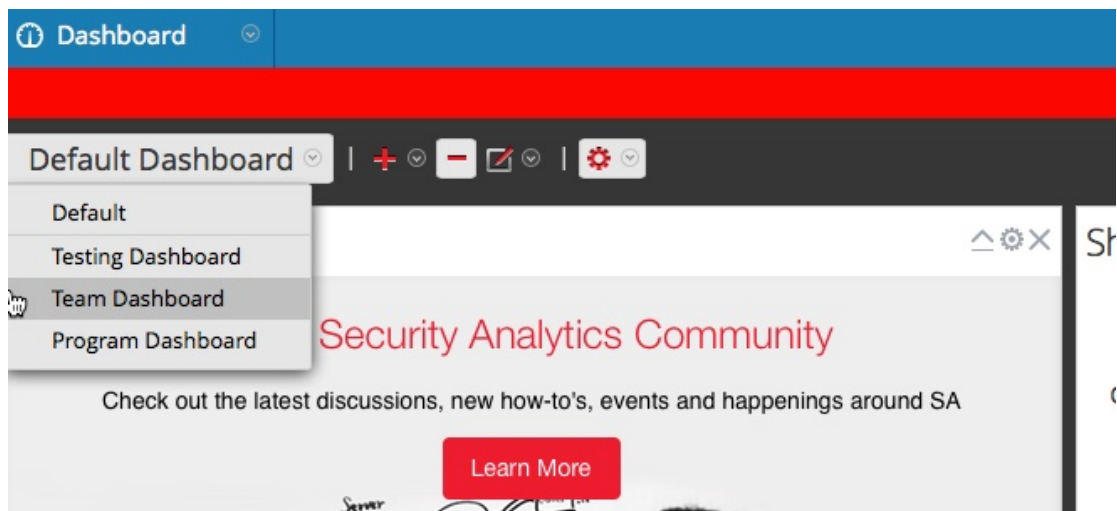 Dashboard
Default Dashboard
Default
Testing Dashboard
Team Dashboard
Program Dashboard
Security Analytics Community
Check out the latest discussions, new how-to's, events and happenings around SA
Learn More
Server